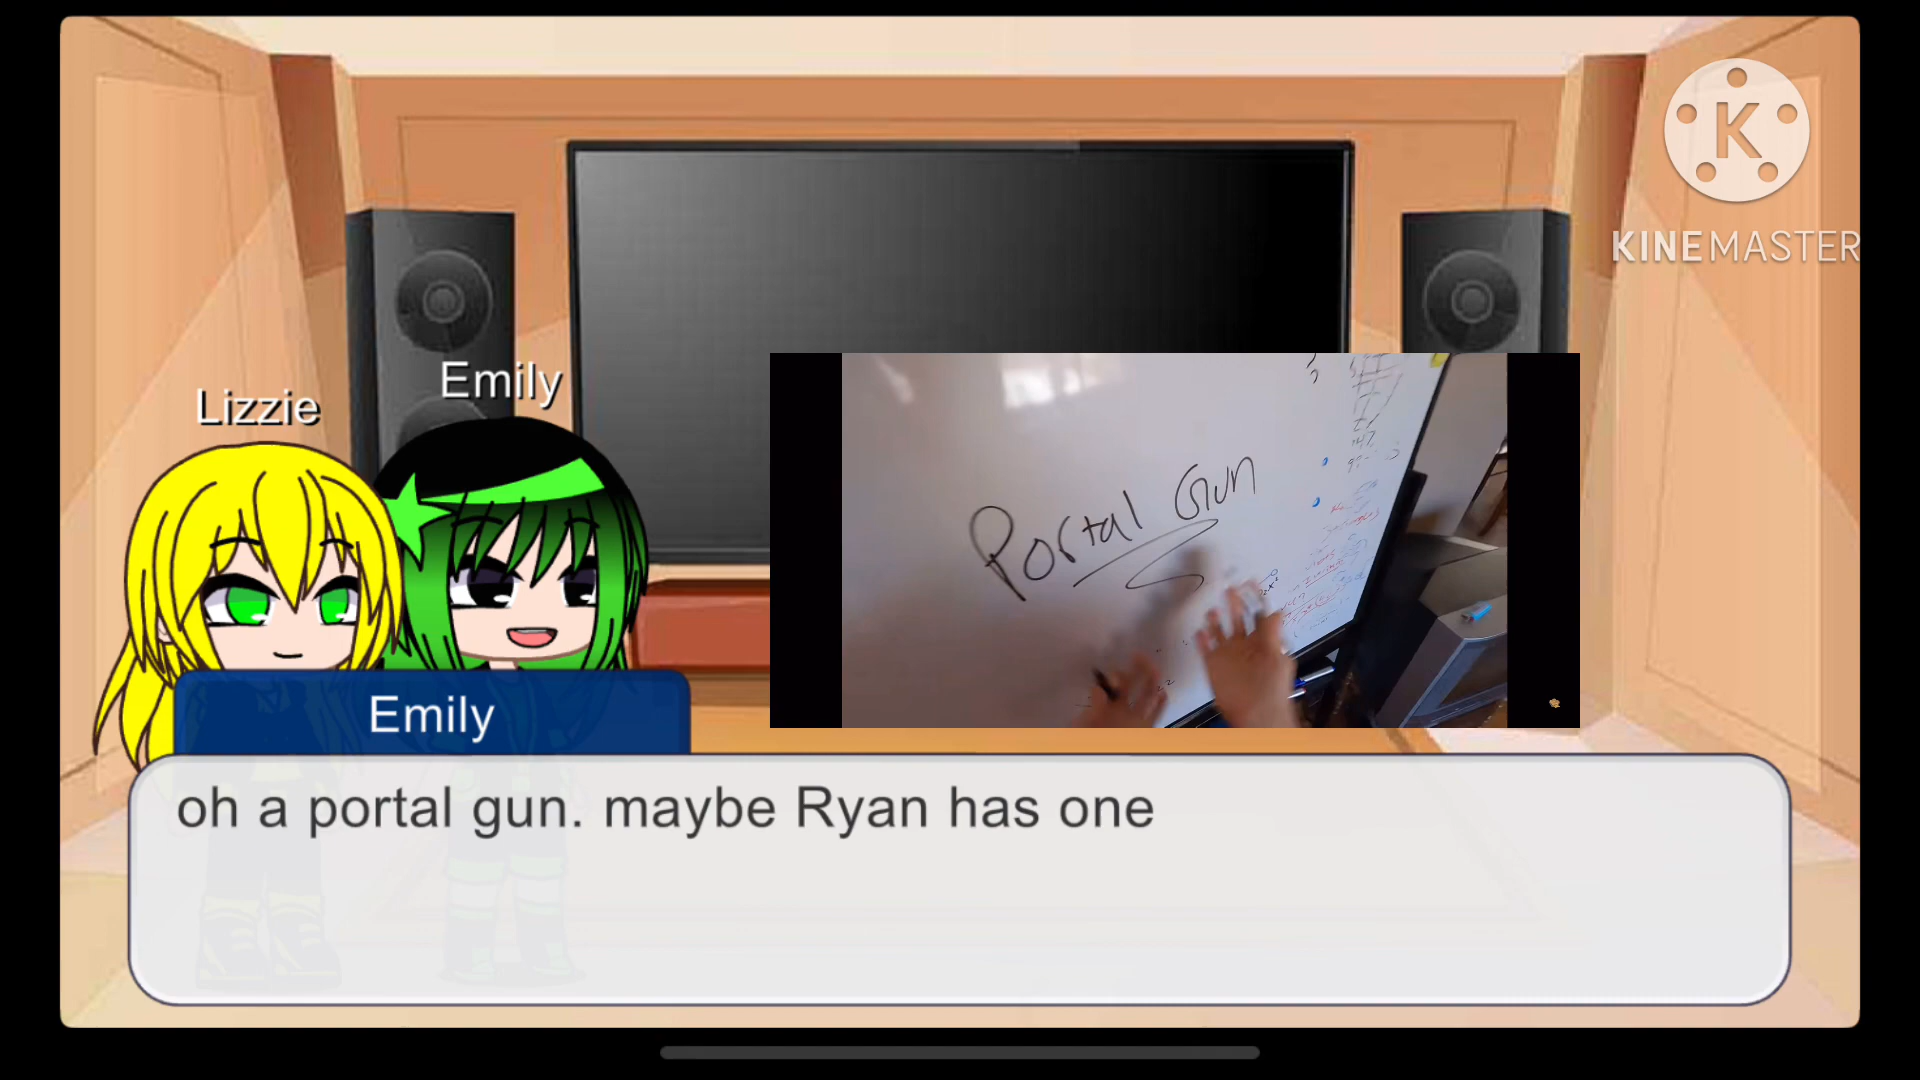 K
KINEMASTER
Emily
Lizzie
Portal Gun
Emily
oh a portal gun. maybe Ryan has one